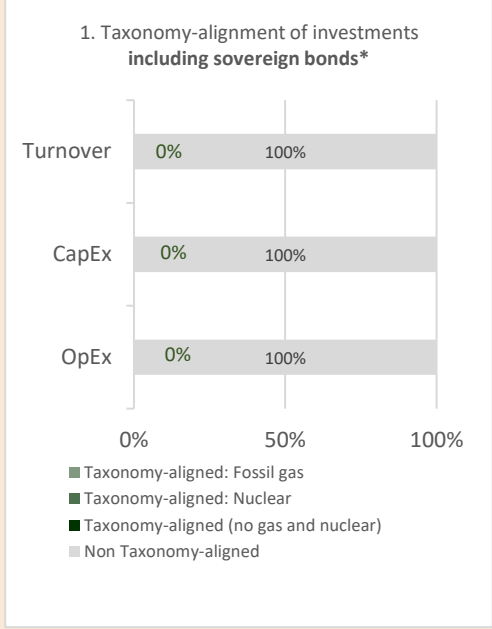 1. Taxonomy-alignment of investments
including sovereign bonds*
Turnover 0% 100%
CapEx 0% 100%
OpEx 0% 100%
0% 50% 100%
Taxonomy-aligned: Fossil gas
Taxonomy-aligned: Nuclear
Taxonomy-aligned (no gas and nuclear)
Non Taxonomy-aligned